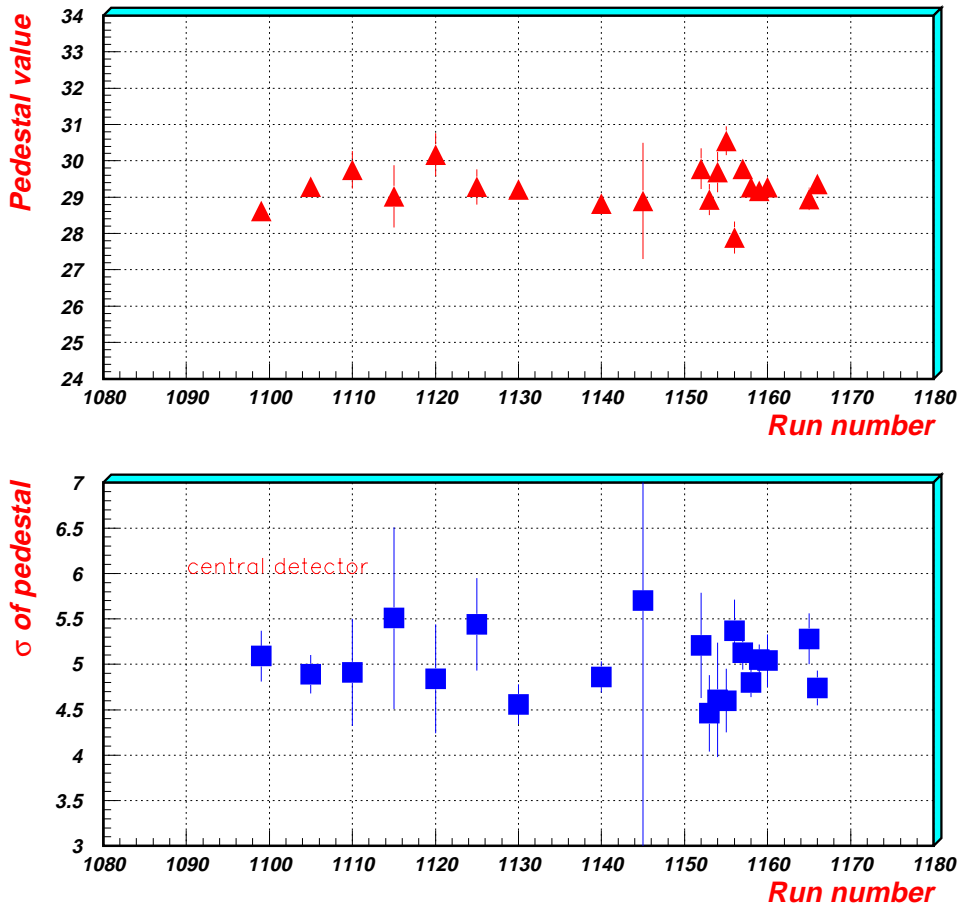 Pedestal value
34
33
32
31
30
29
28
27
26
25
24
1080 1090 1100 1110 1120 1130 1140 1150 1160 1170 1180
Run number
σ of pedestal
7
6.5
6
5.5
5
4.5
4
3.5
3
central detector
1080 1090 1100 1110 1120 1130 1140 1150 1160 1170 1180
Run number